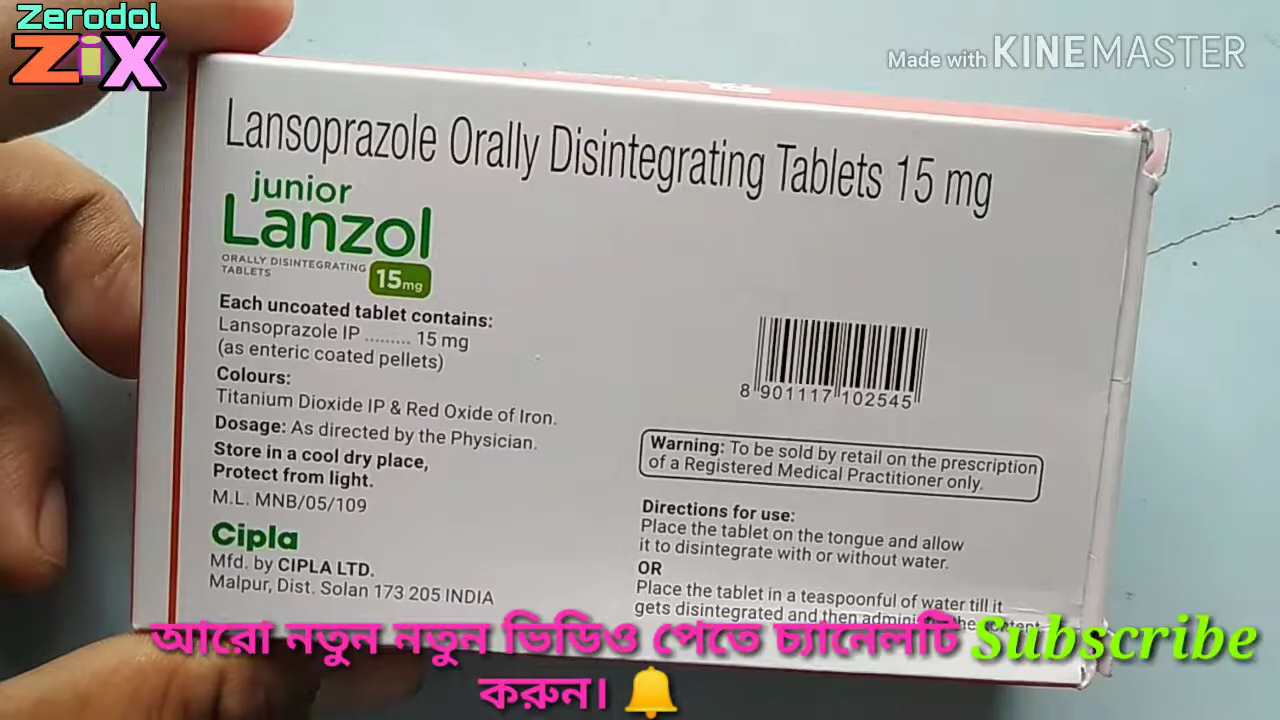 Zerodol
ZiX
Made with KINEMASTER
Lansoprazole Orally Disintegrating Tablets 15 mg
junior
Lanzol
ORALLY DISINTEGRATING
TABLETS
15mg
Each uncoated tablet contains:
Lansoprazole IP ......... 15 mg
(as enteric coated pellets)
Colours:
Titanium Dioxide IP & Red Oxide of Iron.
Dosage: As directed by the Physician.
Store in a cool dry place,
Protect from light.
M.L. MNB/05/109
Cipla
Mfd. by CIPLA LTD.
Malpur, Dist. Solan 173 205 INDIA
8 901117 102545
Warning: To be sold by retail on the prescription
of a Registered Medical Practitioner only.
Directions for use:
Place the tablet on the tongue and allow
it to disintegrate with or without water.
OR
Place the tablet in a teaspoonful of water till it
gets disintegrated and then
আরো নতুন নতুন ভিডিও পেতে চ্যানেলটি Subscribe
করুন। 🔔